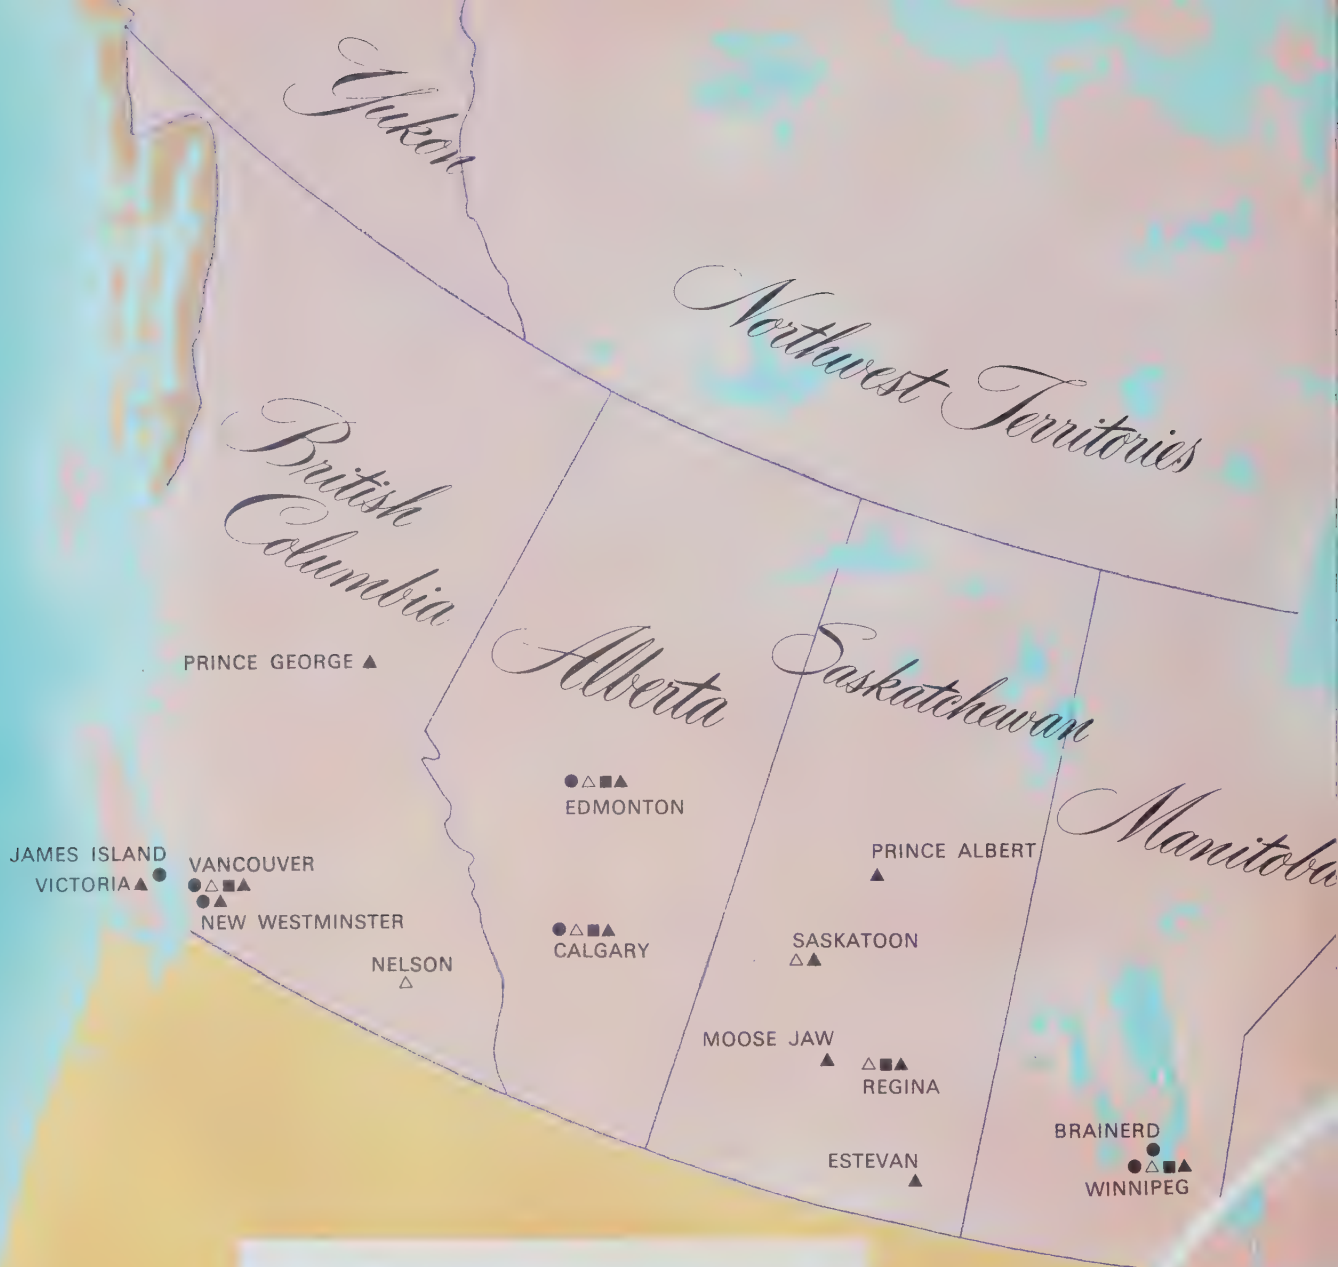 Yukon
Northwest Territories
British
Columbia
PRINCE GEORGE ▲
Alberta
Saskatchewan
Manitoba
●△■▲
EDMONTON
JAMES ISLAND ●
VICTORIA ▲
VANCOUVER
●△■▲
●▲
NEW WESTMINSTER
NELSON
△
●△■▲
CALGARY
PRINCE ALBERT
▲
SASKATOON
△▲
MOOSE JAW
▲
△■▲
REGINA
ESTEVAN
▲
BRAINERD
●
●△■▲
WINNIPEG